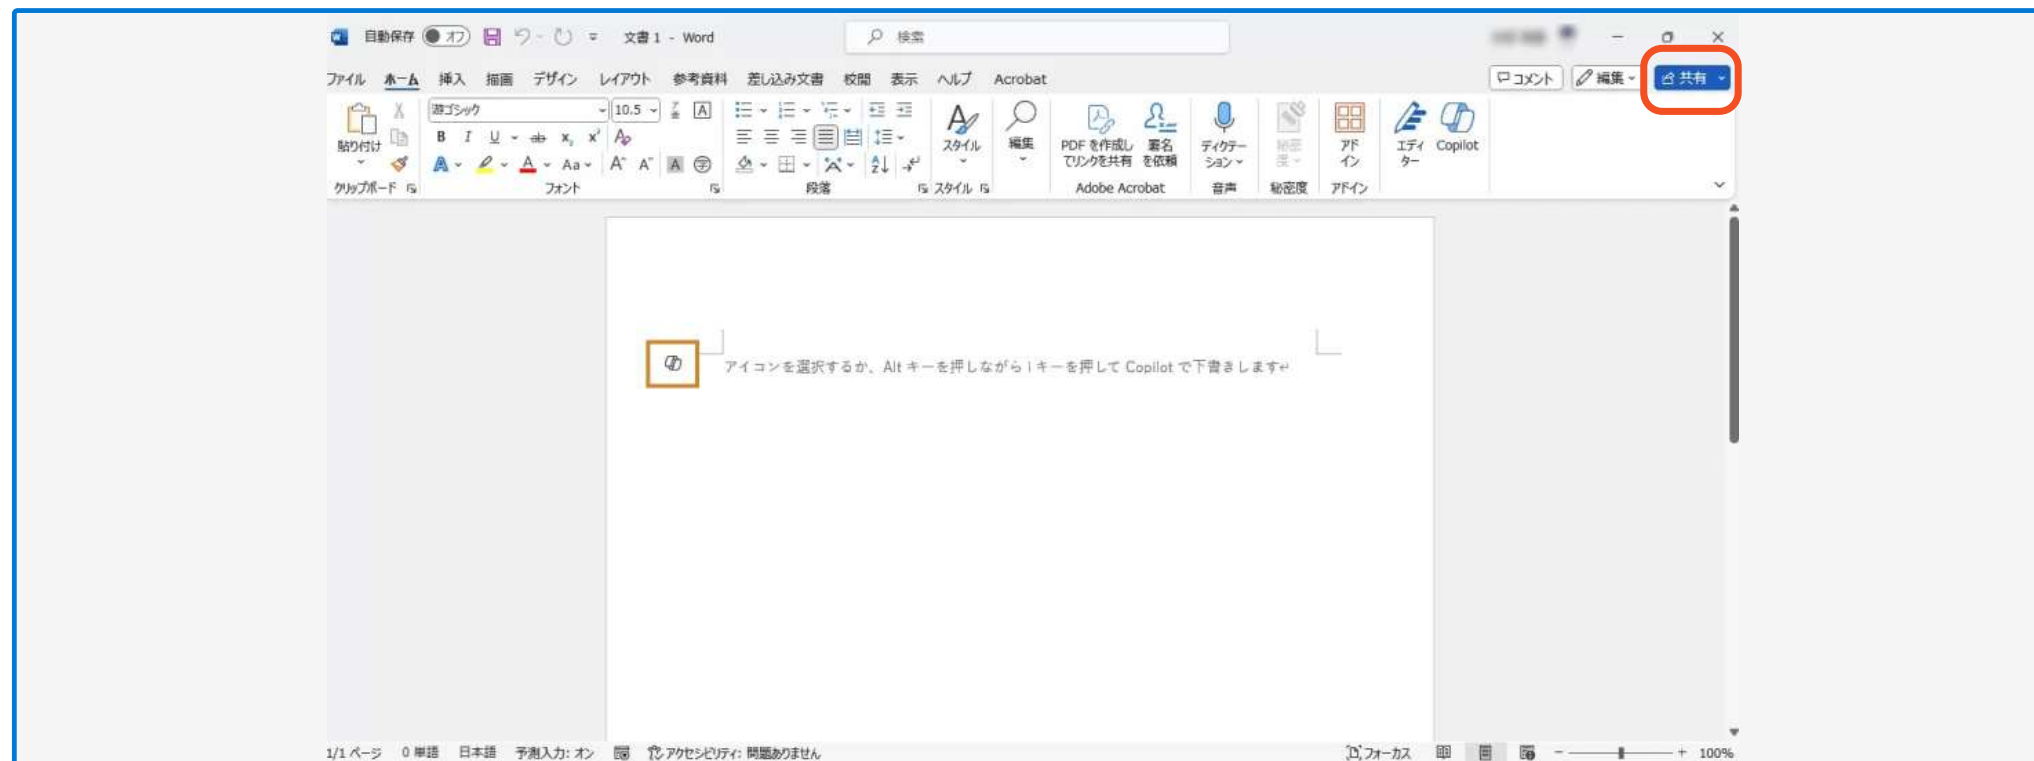 自動保存 オフ 文書 1 - Word 検索
ファイル ホーム 挿入 描画 デザイン レイアウト 参考資料 差し込み文書 校閲 表示 ヘルプ Acrobat コメント 編集 共有
遊ゴシック 10.5
貼り付け
B I U ab x₂ x²
A A Aa A A A 字
スタイル
編集
PDF を作成し
てリンクを共有
署名
を依頼
ディクテー
ション
秘密
度
アド
イン
エディ
ター
Copilot
クリップボード フォント 段落 スタイル Adobe Acrobat 音声 秘密度 アドイン
アイコンを選択するか、Alt キーを押しながら i キーを押して Copilot で下書きします↵
1/1 ページ 0 単語 日本語 予測入力: オン アクセシビリティ: 問題ありません フォーカス 100%